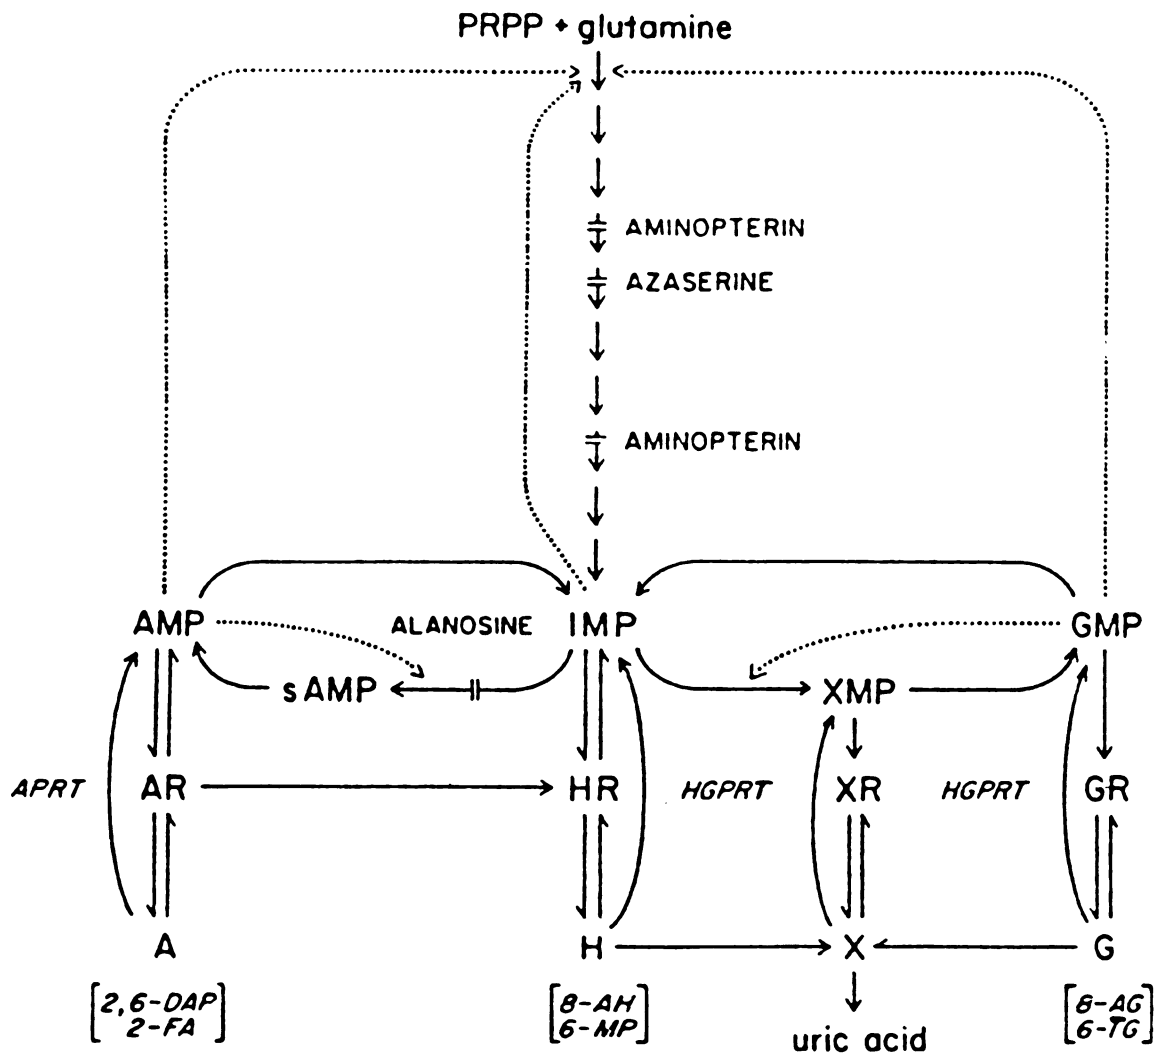 PRPP + glutamine
AMINOPTERIN
AZASERINE
AMINOPTERIN
AMP
ALANOSINE
IMP
GMP
sAMP
XMP
APRT
AR
HR
HGPRT
XR
HGPRT
GR
A
H
X
G
[2,6-DAP
2-FA]
[8-AH
6-MP]
[8-AG
6-TG]
uric acid